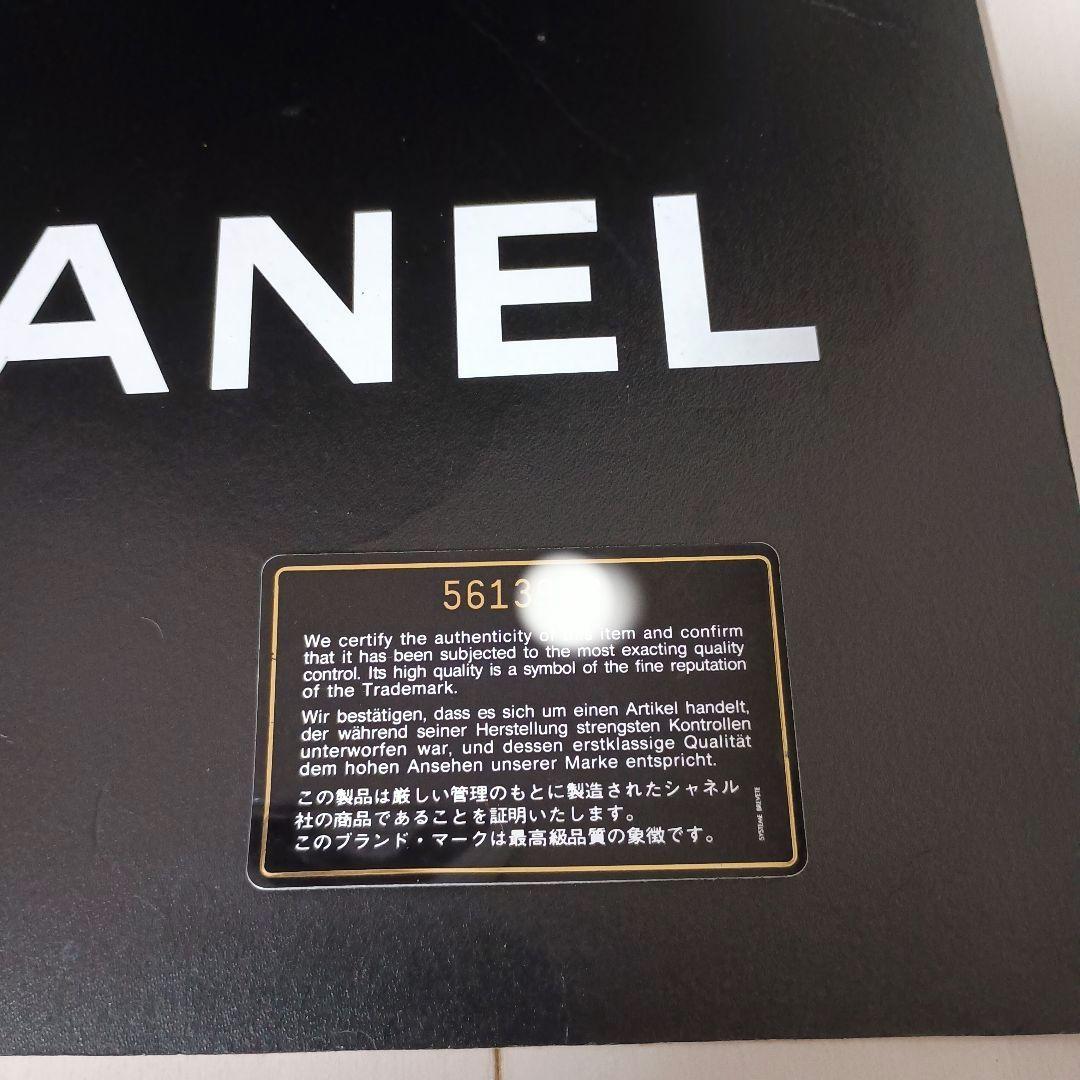 ANEL
5613
We certify the authenticity of this item and confirm
that it has been subjected to the most exacting quality
control. Its high quality is a symbol of the fine reputation
of the Trademark.
Wir bestätigen, dass es sich um einen Artikel handelt,
der während seiner Herstellung strengsten Kontrollen
unterworfen war, und dessen erstklassige Qualität
dem hohen Ansehen unserer Marke entspricht.
この製品は厳しい管理のもとに製造されたシャネル
社の商品であることを証明いたします。
このブランド・マークは最高級品質の象徴です。
SYSTEME BREVETE